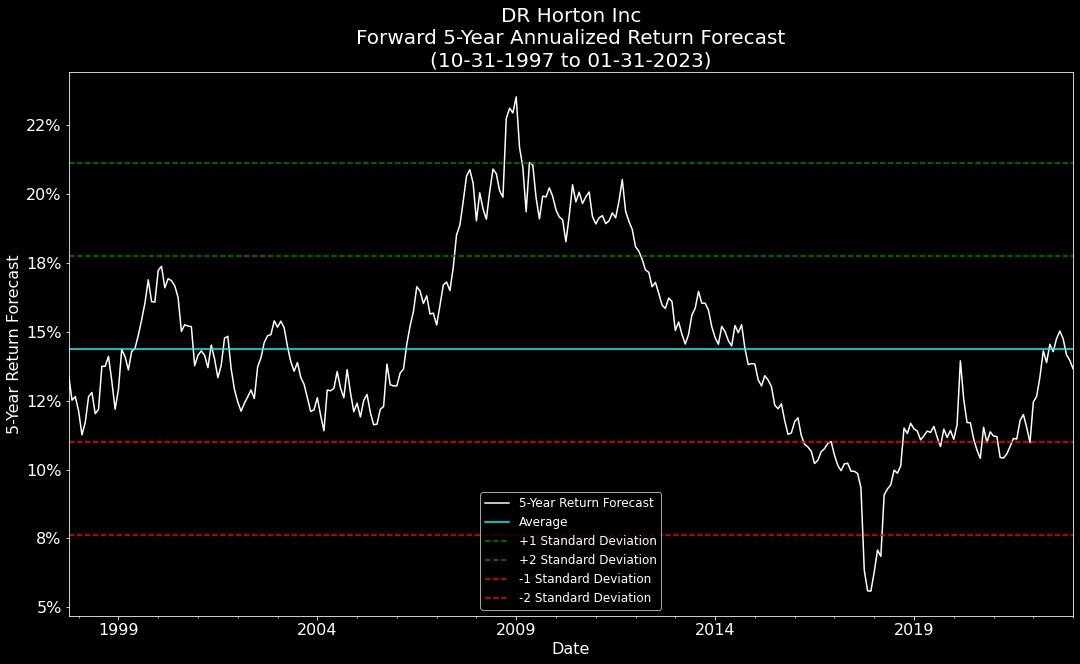 DR Horton Inc
Forward 5-Year Annualized Return Forecast
(10-31-1997 to 01-31-2023)
22%
20%
18%
15%
12%
10%
8%
5%
5-Year Return Forecast
5-Year Return Forecast
Average
+1 Standard Deviation
+2 Standard Deviation
-1 Standard Deviation
-2 Standard Deviation
1999 2004 2009 2014 2019
Date